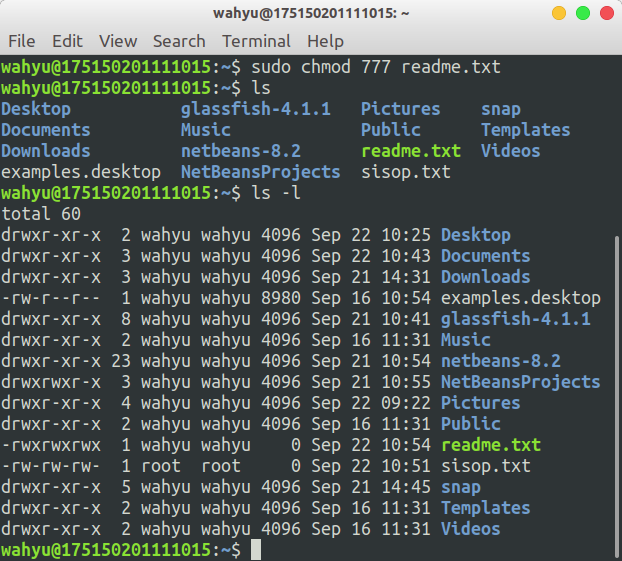 wahyu@175150201111015: ~
File Edit View Search Terminal Help
wahyu@175150201111015:~$ sudo chmod 777 readme.txt
wahyu@175150201111015:~$ ls
Desktop glassfish-4.1.1 Pictures snap
Documents Music Public Templates
Downloads netbeans-8.2 readme.txt Videos
examples.desktop NetBeansProjects sisop.txt
wahyu@175150201111015:~$ ls -l
total 60
drwxr-xr-x 2 wahyu wahyu 4096 Sep 22 10:25 Desktop
drwxr-xr-x 3 wahyu wahyu 4096 Sep 22 10:43 Documents
drwxr-xr-x 3 wahyu wahyu 4096 Sep 21 14:31 Downloads
-rw-r--r-- 1 wahyu wahyu 8980 Sep 16 10:54 examples.desktop
drwxr-xr-x 8 wahyu wahyu 4096 Sep 21 10:41 glassfish-4.1.1
drwxr-xr-x 2 wahyu wahyu 4096 Sep 16 11:31 Music
drwxr-xr-x 23 wahyu wahyu 4096 Sep 21 10:54 netbeans-8.2
drwxrwxr-x 3 wahyu wahyu 4096 Sep 21 10:55 NetBeansProjects
drwxr-xr-x 4 wahyu wahyu 4096 Sep 22 09:22 Pictures
drwxr-xr-x 2 wahyu wahyu 4096 Sep 16 11:31 Public
-rwxrwxrwx 1 wahyu wahyu 0 Sep 22 10:54 readme.txt
-rw-rw-rw- 1 root root 0 Sep 22 10:51 sisop.txt
drwxr-xr-x 5 wahyu wahyu 4096 Sep 21 14:45 snap
drwxr-xr-x 2 wahyu wahyu 4096 Sep 16 11:31 Templates
drwxr-xr-x 2 wahyu wahyu 4096 Sep 16 11:31 Videos
wahyu@175150201111015:~$